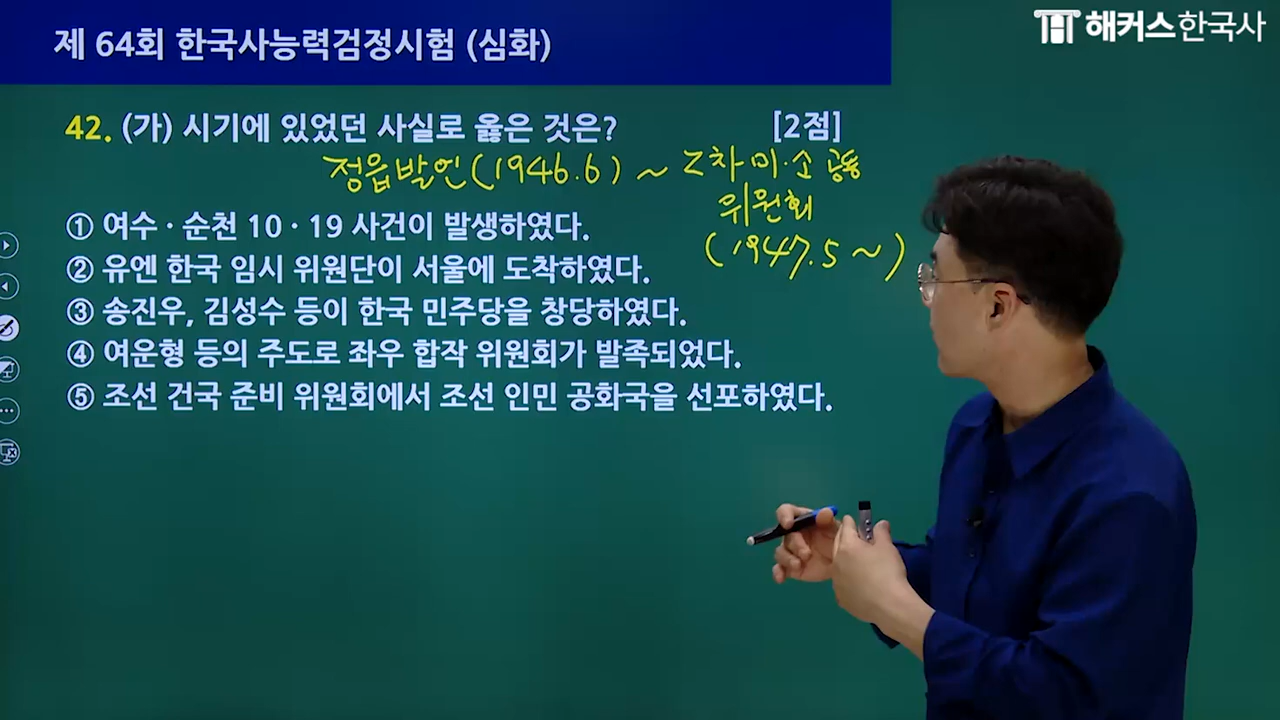 제 64회 한국사능력검정시험 (심화)
해커스한국사
42. (가) 시기에 있었던 사실로 옳은 것은? [2점]
정읍발언(1946.6) ~ 2차 미·소 공동
위원회
(1947.5~)
① 여수·순천 10·19 사건이 발생하였다.
② 유엔 한국 임시 위원단이 서울에 도착하였다.
③ 송진우, 김성수 등이 한국 민주당을 창당하였다.
④ 여운형 등의 주도로 좌우 합작 위원회가 발족되었다.
⑤ 조선 건국 준비 위원회에서 조선 인민 공화국을 선포하였다.